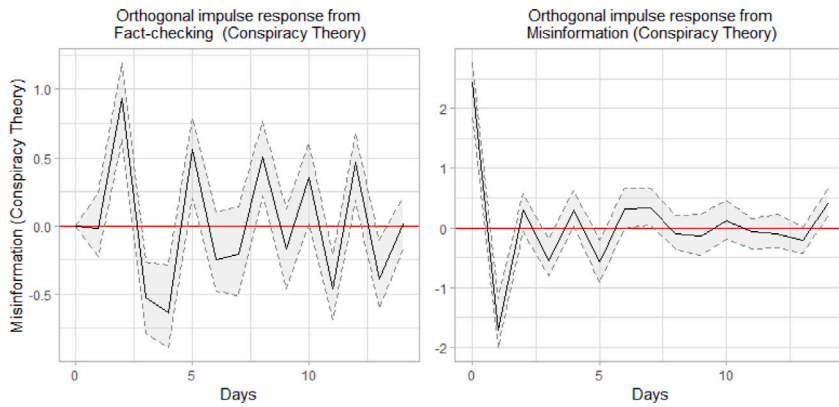 Orthogonal impulse response from
Fact-checking (Conspiracy Theory)
Misinformation (Conspiracy Theory)
1.0
0.5
0.0
-0.5
0
5
10
Days
Orthogonal impulse response from
Misinformation (Conspiracy Theory)
2
1
0
-1
-2
0
5
10
Days